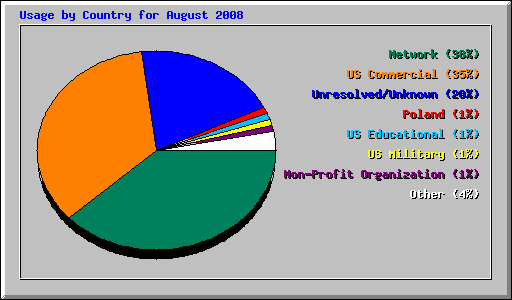 Usage by Country for August 2008
Network (38%)
US Commercial (35%)
Unresolved/Unknown (20%)
Poland (1%)
US Educational (1%)
US Military (1%)
Non-Profit Organization (1%)
Other (4%)